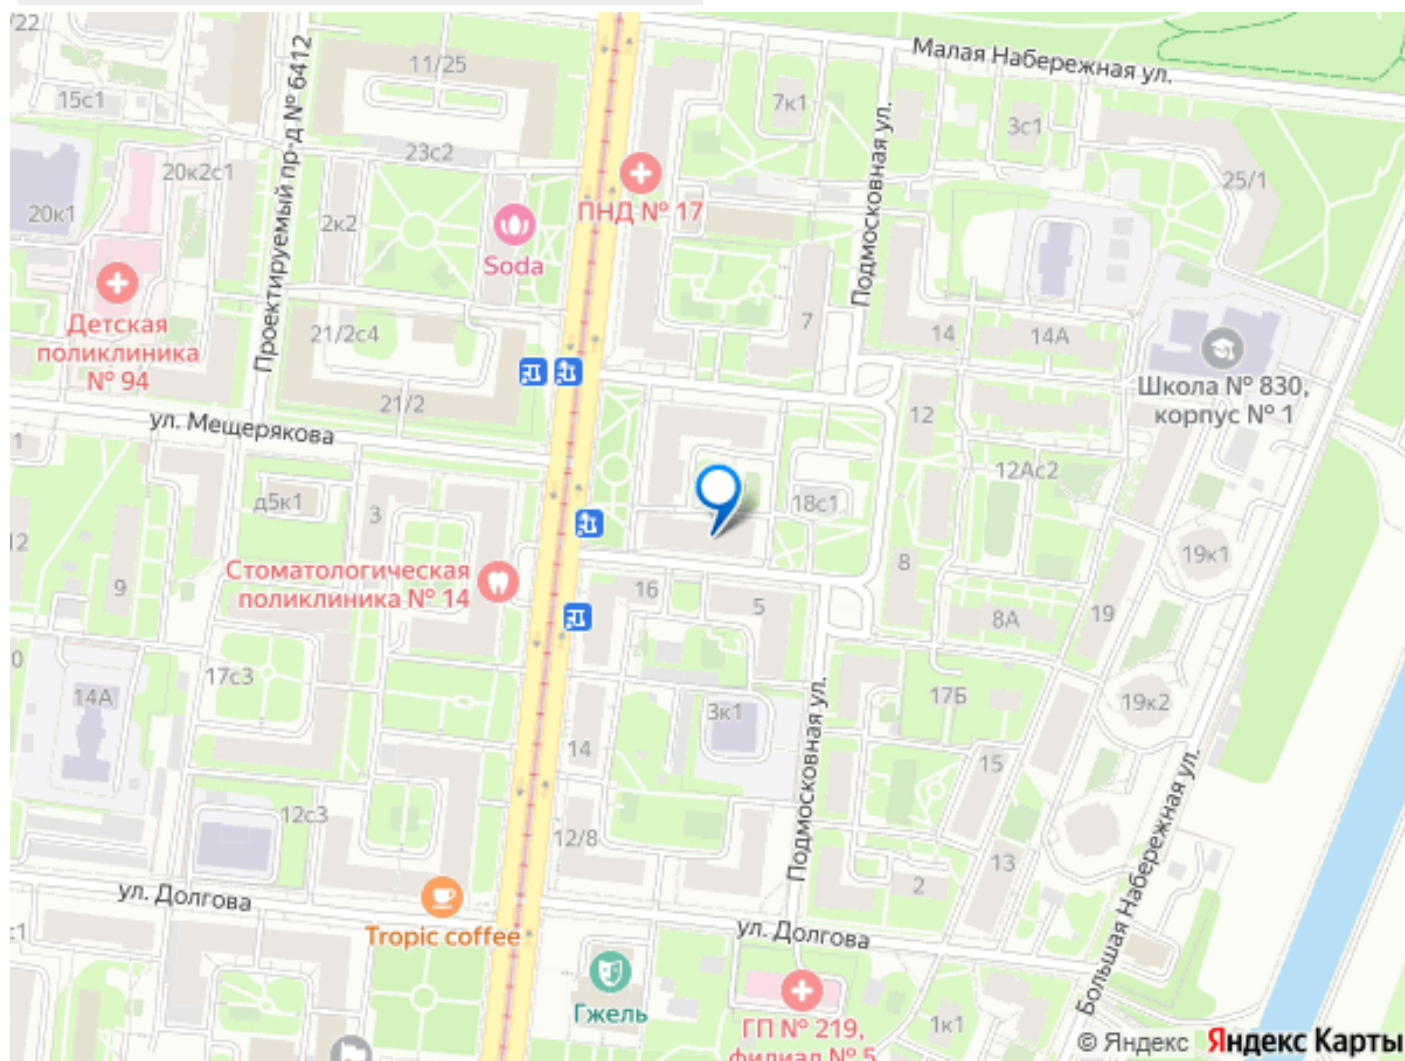 /22
11/25
Малая Набережная ул.
15с1
7к1
3с1
Проектируемый пр-д № 6412
Подмосковная ул.
23с2
20к2с1
25/1
20к1
2к2
ПНД № 17
Soda
Детская
поликлиника
№ 94
21/2с4
7
14
14А
Школа № 830,
корпус № 1
21/2
12
ул. Мещерякова
1
12Ас2
д5к1
3
18с1
12
19к1
Стоматологическая
поликлиника № 14
9
16
5
8
8А
19
0
17с3
14А
3к1
17Б
19к2
14
15
Подмосковная ул.
12с3
12/8
13
2
Большая Набережная ул.
ул. Долгова
Tropic coffee
ул. Долгова
:1
Гжель
ГП № 219,
филиал № 5
1к1
© Яндекс Яндекс Карты